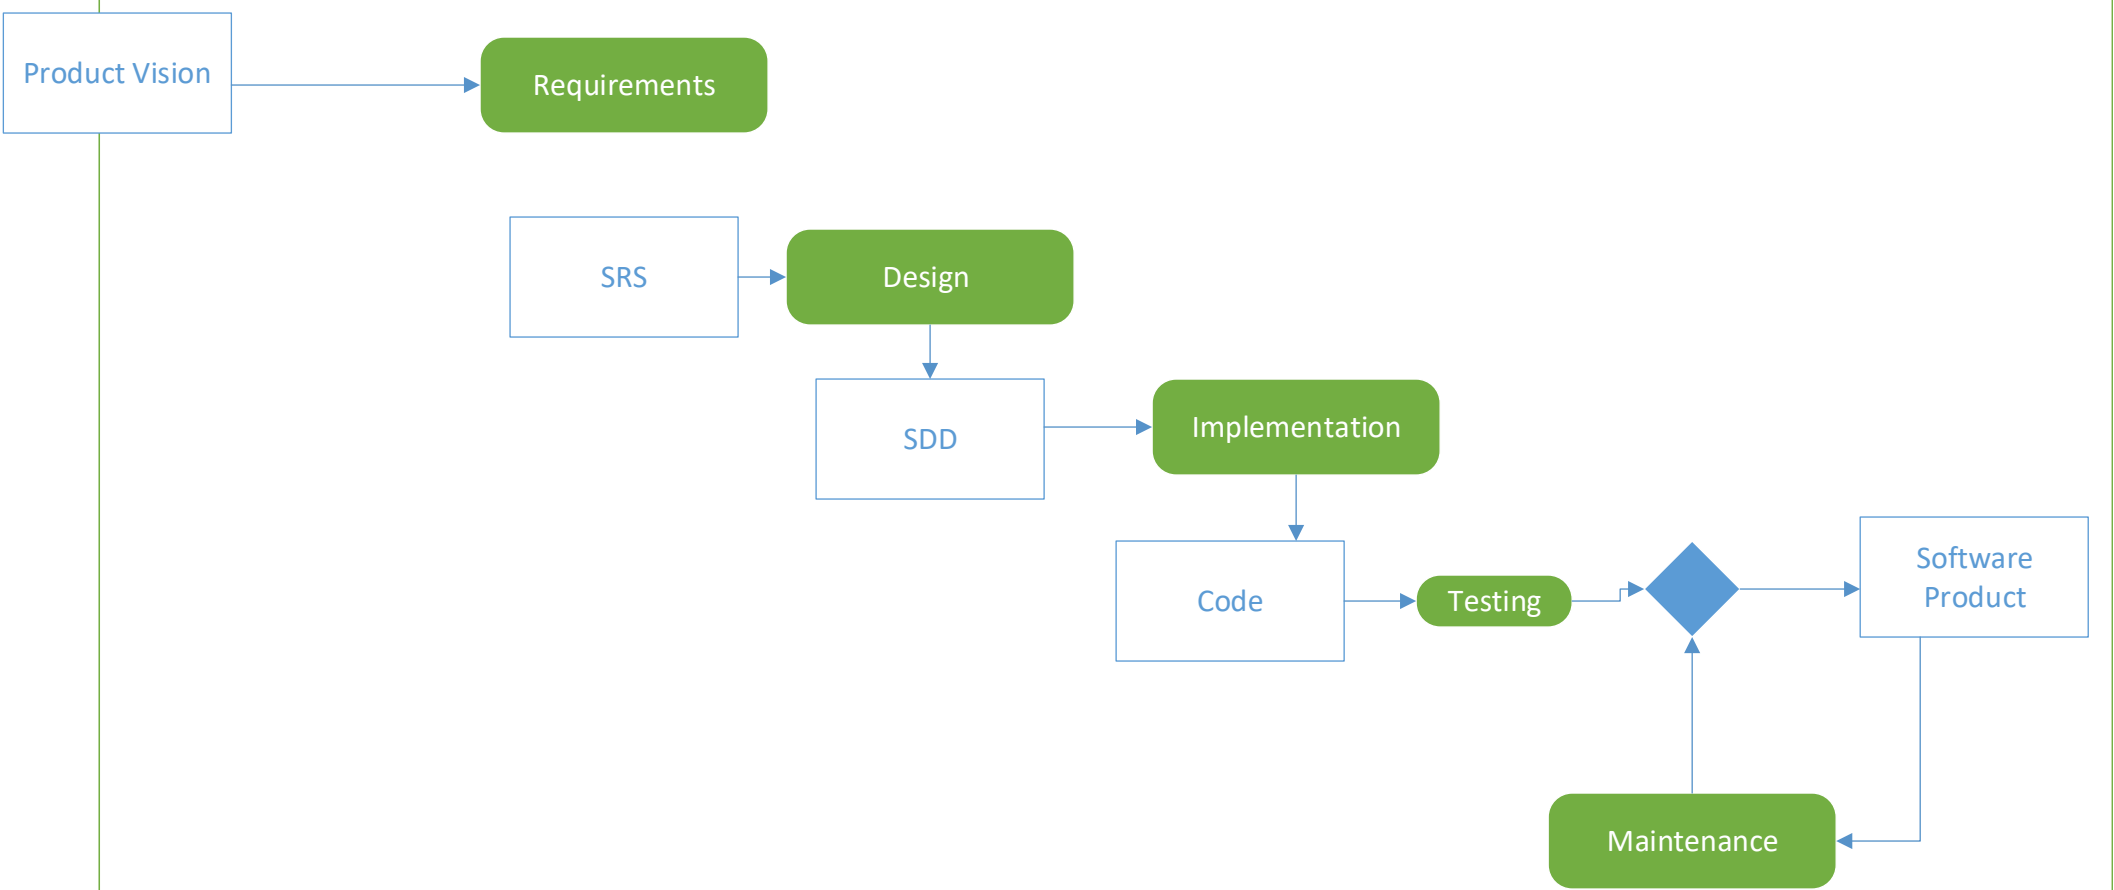 Product Vision
Requirements
SRS
Design
SDD
Implementation
Code
Testing
Software
Product
Maintenance